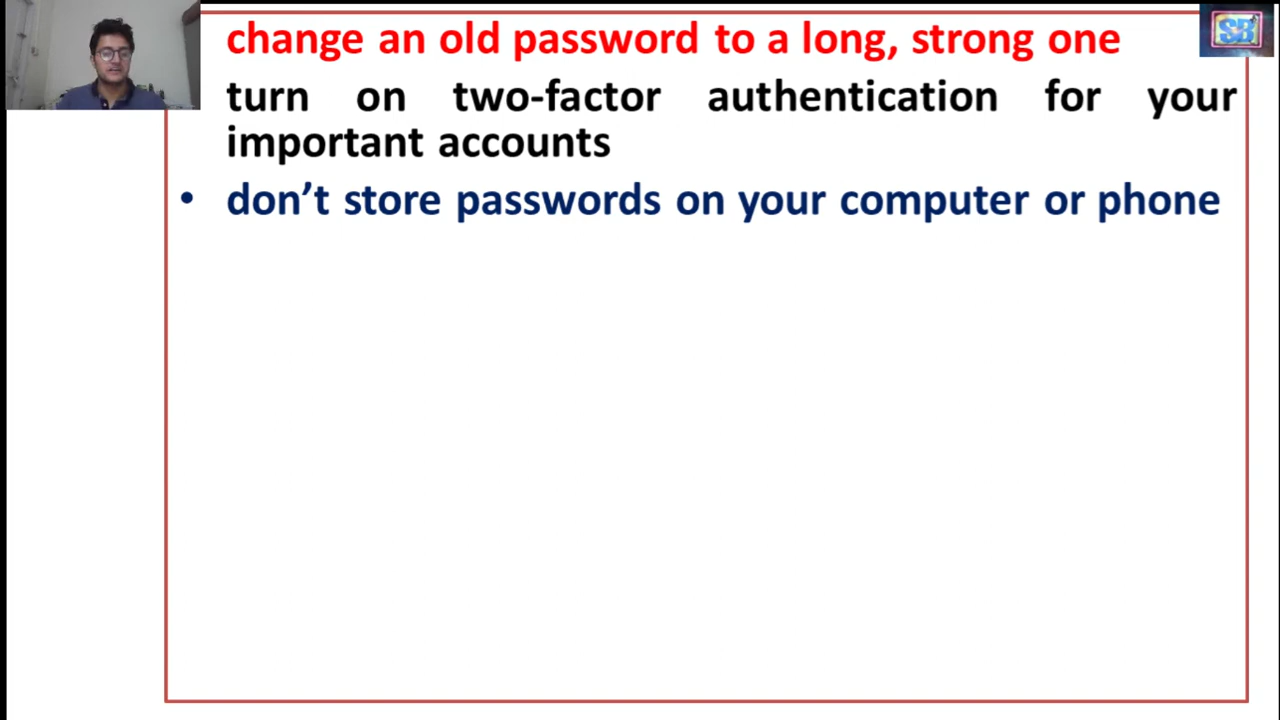 change an old password to a long, strong one
turn on two-factor authentication for your
important accounts
• don’t store passwords on your computer or phone
SB